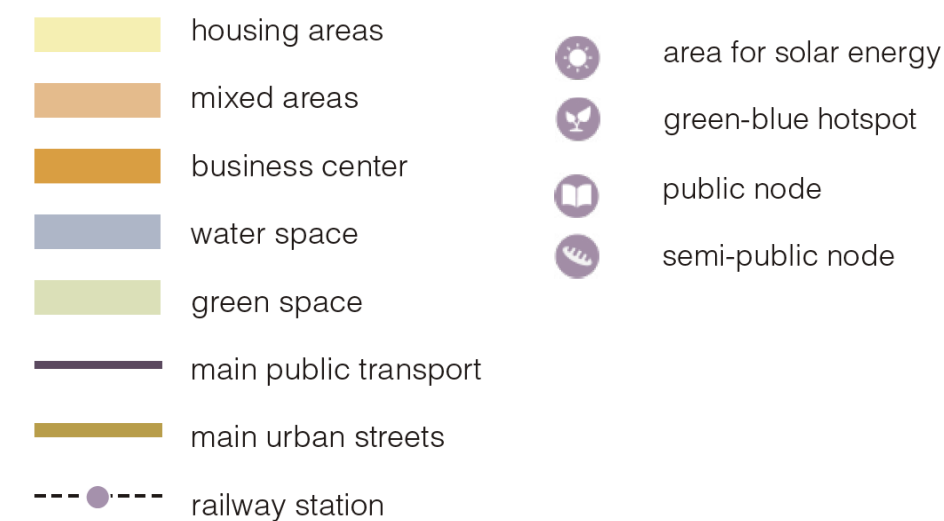 housing areas
mixed areas
business center
water space
green space
main public transport
main urban streets
railway station
area for solar energy
green-blue hotspot
public node
semi-public node